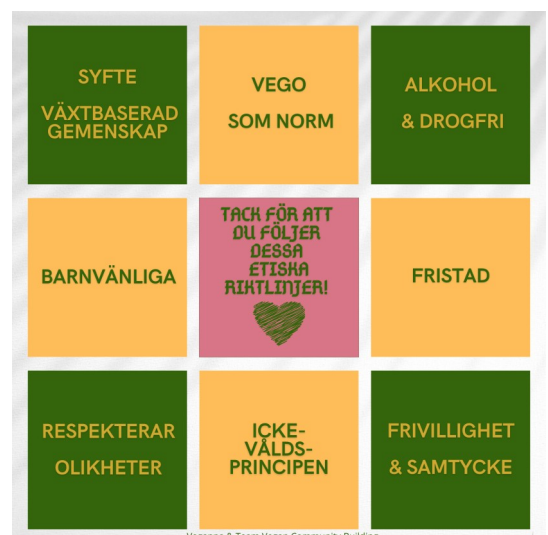 SYFTE
VÄXTBASERAD
GEMENSKAP
VEGO
SOM NORM
ALKOHOL
& DROGFRI
BARNVÄNLIGA
TACK FÖR ATT
DU FÖLJER
DESSA
ETISKA
RIKTLINJER!
FRISTAD
RESPEKTERAR
OLIKHETER
ICKE-
VÅLDS-
PRINCIPEN
FRIVILLIGHET
& SAMTYCKE